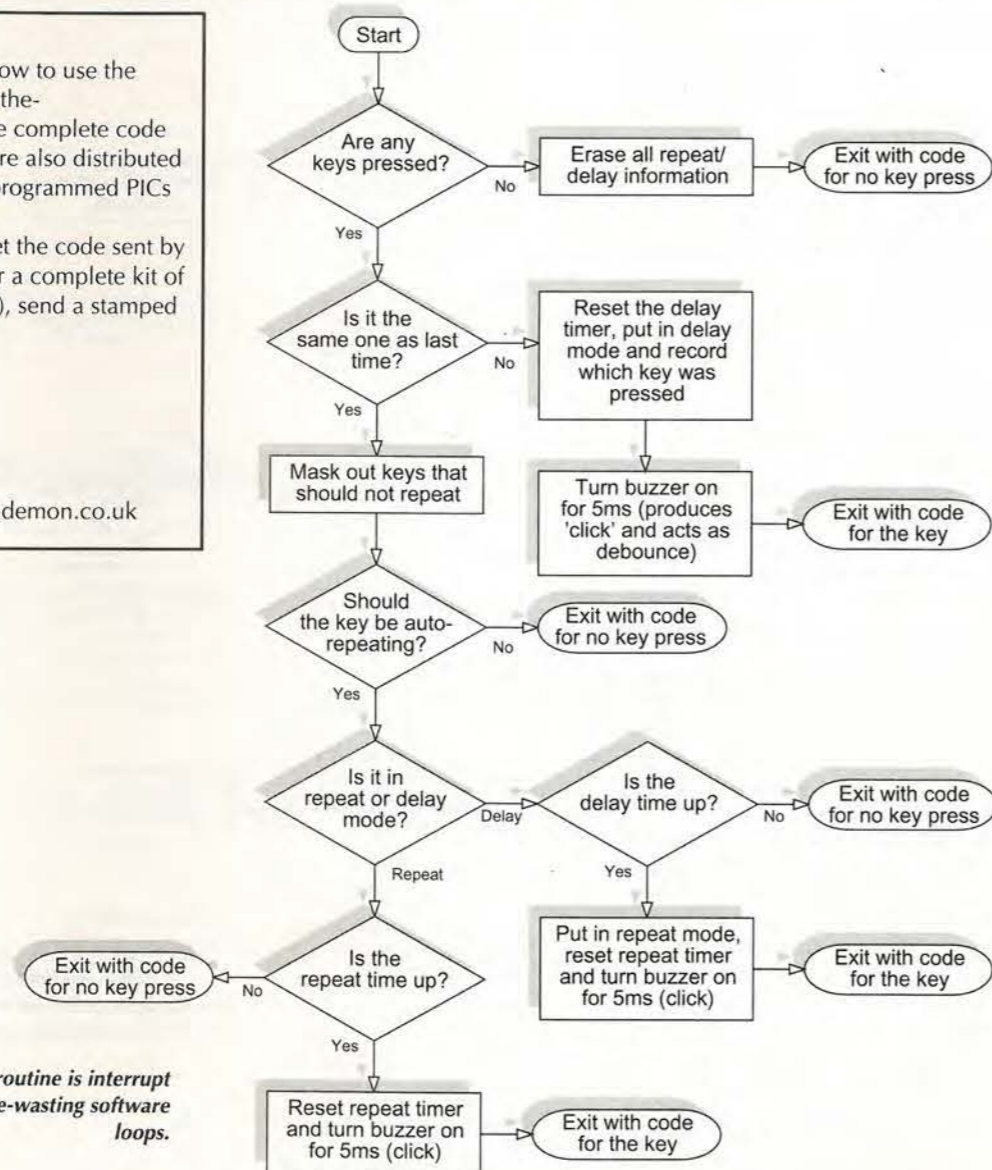 ow to use the
the-
e complete code
re also distributed
programmed PICs
et the code sent by
r a complete kit of
), send a stamped
demon.co.uk
Start
Are any
keys pressed?
No
Erase all repeat/
delay information
Exit with code
for no key press
Yes
Is it the
same one as last
time?
No
Reset the delay
timer, put in delay
mode and record
which key was
pressed
Yes
Mask out keys that
should not repeat
Turn buzzer on
for 5ms (produces
'click' and acts as
debounce)
Exit with code
for the key
Should
the key be auto-
repeating?
No
Exit with code
for no key press
Yes
Is it in
repeat or delay
mode?
Delay
Is the
delay time up?
No
Exit with code
for no key press
Repeat
Yes
Put in repeat mode,
reset repeat timer
and turn buzzer on
for 5ms (click)
Exit with code
for the key
Is the
repeat time up?
No
Exit with code
for no key press
Yes
Reset repeat timer
and turn buzzer on
for 5ms (click)
Exit with code
for the key
routine is interrupt
e-wasting software
loops.